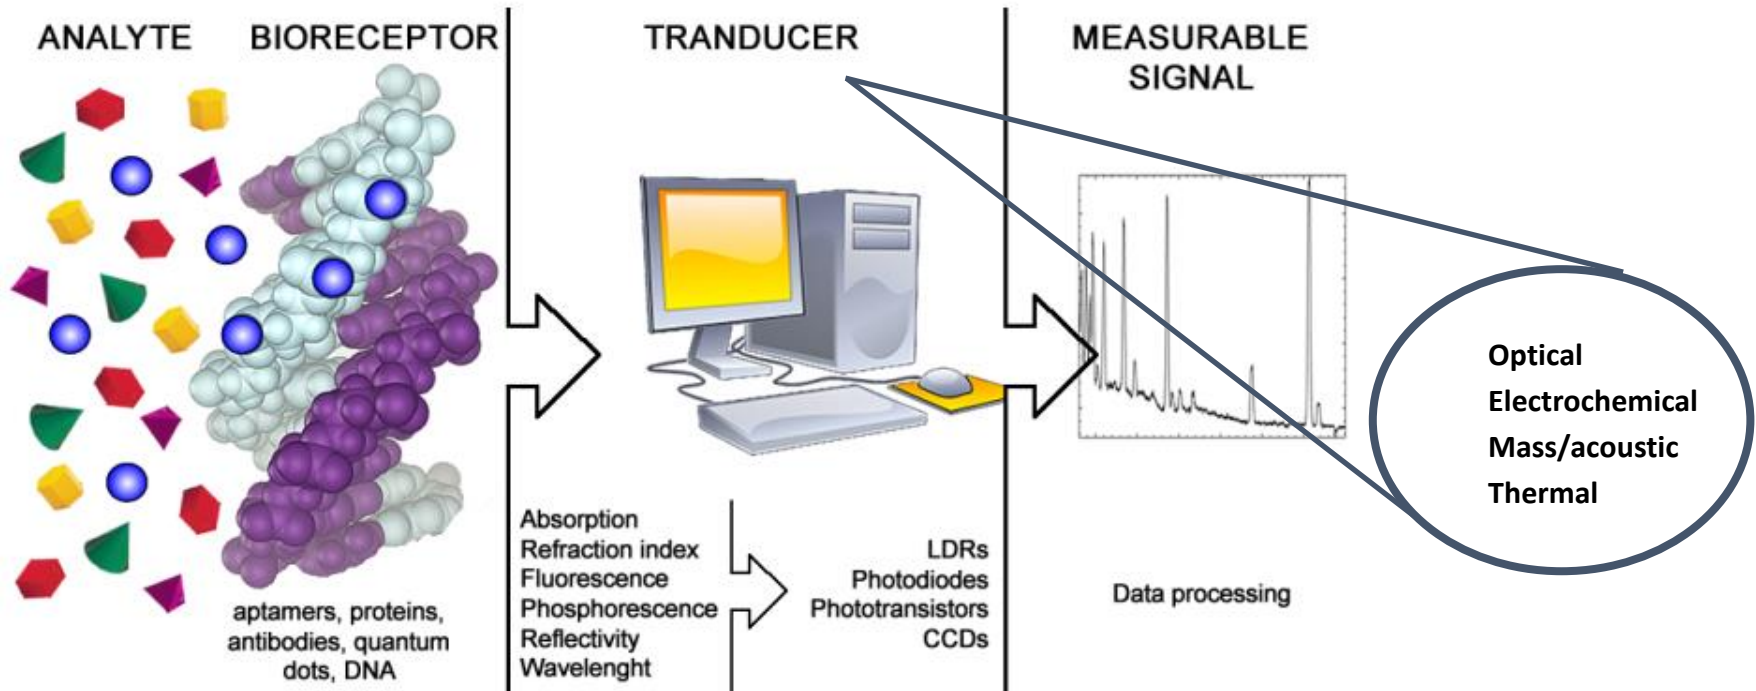 ANALYTE
BIORECEPTOR
TRANDUCER
MEASURABLE
SIGNAL
aptamers, proteins,
antibodies, quantum
dots, DNA
Absorption
Refraction index
Fluorescence
Phosphorescence
Reflectivity
Wavelenght
LDRs
Photodiodes
Phototransistors
CCDs
Data processing
Optical
Electrochemical
Mass/acoustic
Thermal